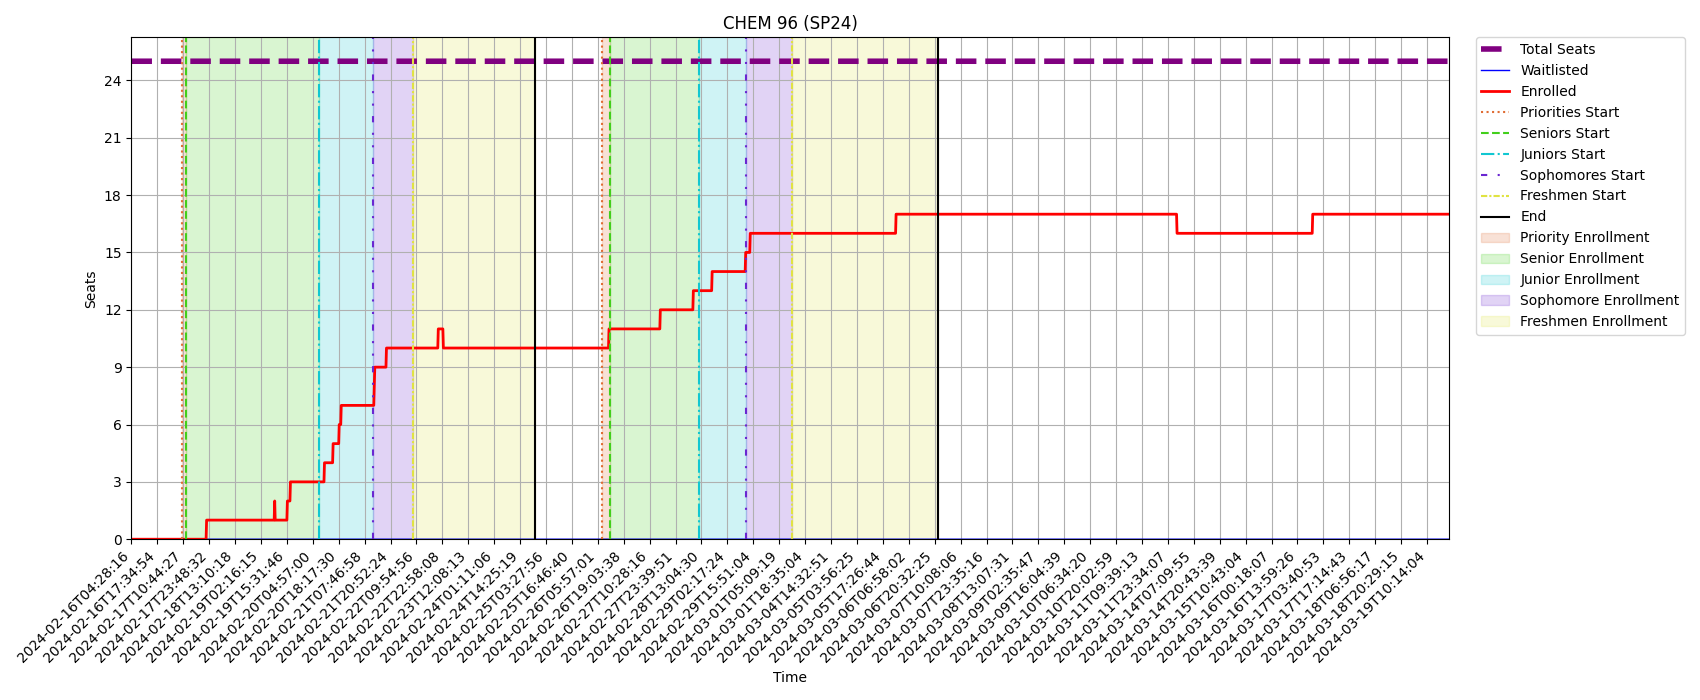 CHEM 96 (SP24)
Total Seats
Waitlisted
Enrolled
Priorities Start
Seniors Start
Juniors Start
Sophomores Start
Freshmen Start
End
Priority Enrollment
Senior Enrollment
Junior Enrollment
Sophomore Enrollment
Freshmen Enrollment
Seats
24
21
18
15
12
9
6
3
0
2024-02-16T04:28:16
2024-02-16T17:34:54
2024-02-17T10:44:27
2024-02-17T23:48:32
2024-02-18T13:10:18
2024-02-19T02:16:15
2024-02-19T15:31:46
2024-02-20T04:57:00
2024-02-20T18:17:30
2024-02-21T07:46:58
2024-02-21T20:52:24
2024-02-22T09:54:56
2024-02-22T22:58:08
2024-02-23T12:08:13
2024-02-24T01:11:06
2024-02-24T14:25:19
2024-02-25T03:27:56
2024-02-25T16:46:40
2024-02-26T05:57:01
2024-02-26T19:03:38
2024-02-27T10:28:16
2024-02-27T23:39:51
2024-02-28T13:04:30
2024-02-29T02:17:24
2024-02-29T15:51:04
2024-03-01T05:09:19
2024-03-01T18:35:04
2024-03-04T14:32:51
2024-03-05T03:56:25
2024-03-05T17:26:44
2024-03-06T06:58:02
2024-03-06T20:32:25
2024-03-07T10:08:06
2024-03-07T23:35:16
2024-03-08T13:07:31
2024-03-09T02:35:47
2024-03-09T16:04:39
2024-03-10T06:34:20
2024-03-10T20:02:59
2024-03-11T09:39:13
2024-03-11T23:34:07
2024-03-14T07:09:55
2024-03-14T20:43:39
2024-03-15T10:43:04
2024-03-16T00:18:07
2024-03-16T13:59:26
2024-03-17T03:40:53
2024-03-17T17:14:43
2024-03-18T06:56:17
2024-03-18T20:29:15
2024-03-19T10:14:04
Time